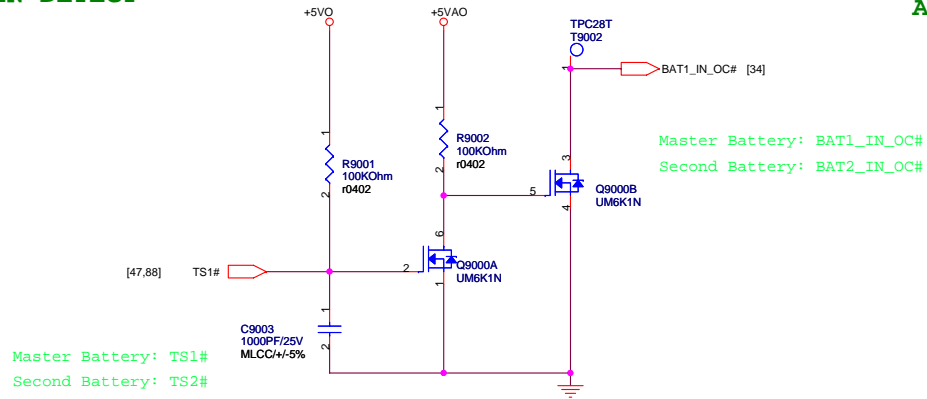 A
+5VO
+5VAO
TPC28T
T9002
1
BAT1_IN_OC# [34]
1
R9001
100KOhm
r0402
2
1
R9002
100KOhm
r0402
2
Master Battery: BAT1_IN_OC#
Second Battery: BAT2_IN_OC#
3
5
Q9000B
UM6K1N
4
6
[47,88] TS1#
2
Q9000A
UM6K1N
1
1
C9003
1000PF/25V
MLCC/+/-5%
2
Master Battery: TS1#
Second Battery: TS2#